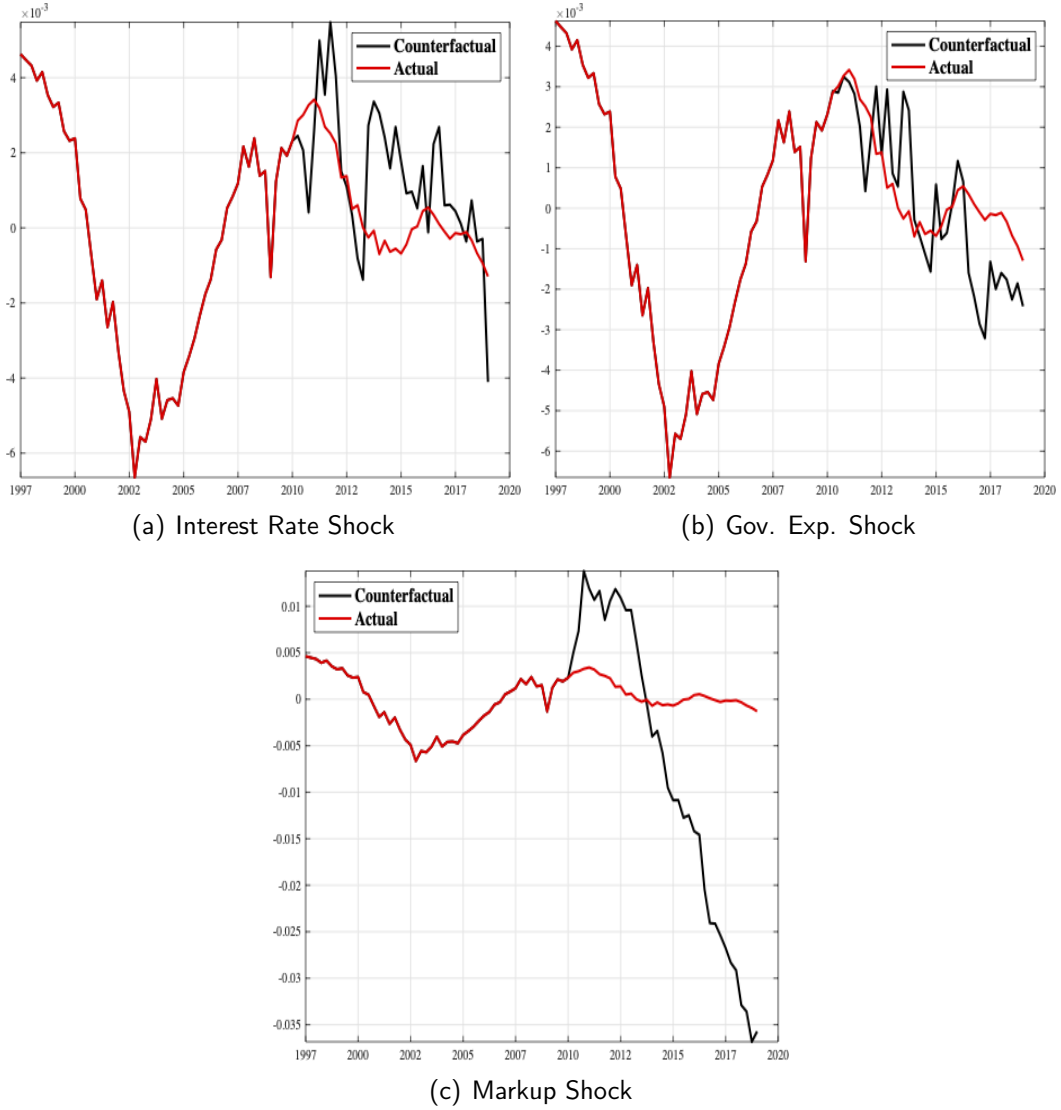 ×10⁻³
Counterfactual
Actual
4
2
0
-2
-4
-6
1997 2000 2002 2005 2007 2010 2012 2015 2017 2020
(a) Interest Rate Shock
×10⁻³
Counterfactual
Actual
4
3
2
1
0
-1
-2
-3
-4
-5
-6
1997 2000 2002 2005 2007 2010 2012 2015 2017 2020
(b) Gov. Exp. Shock
Counterfactual
Actual
0.01
0.005
0
-0.005
-0.01
-0.015
-0.02
-0.025
-0.03
-0.035
1997 2000 2002 2005 2007 2010 2012 2015 2017 2020
(c) Markup Shock